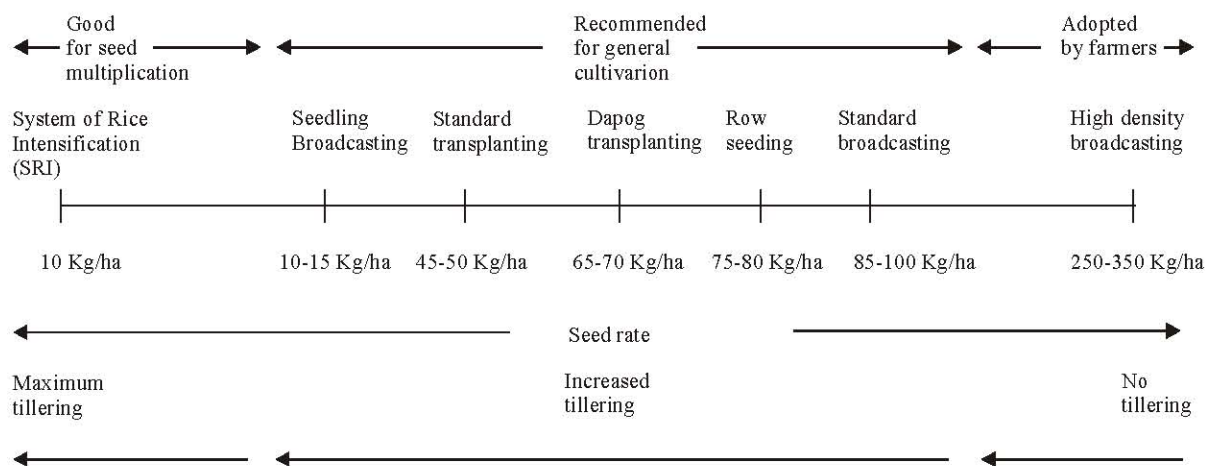 Good
for seed
multiplication
Recommended
for general
cultivarion
Adopted
by farmers
System of Rice
Intensification
(SRI)
Seedling
Broadcasting
Standard
transplanting
Dapog
transplanting
Row
seeding
Standard
broadcasting
High density
broadcasting
10 Kg/ha
10-15 Kg/ha
45-50 Kg/ha
65-70 Kg/ha
75-80 Kg/ha
85-100 Kg/ha
250-350 Kg/ha
Seed rate
Maximum
tillering
Increased
tillering
No
tillering